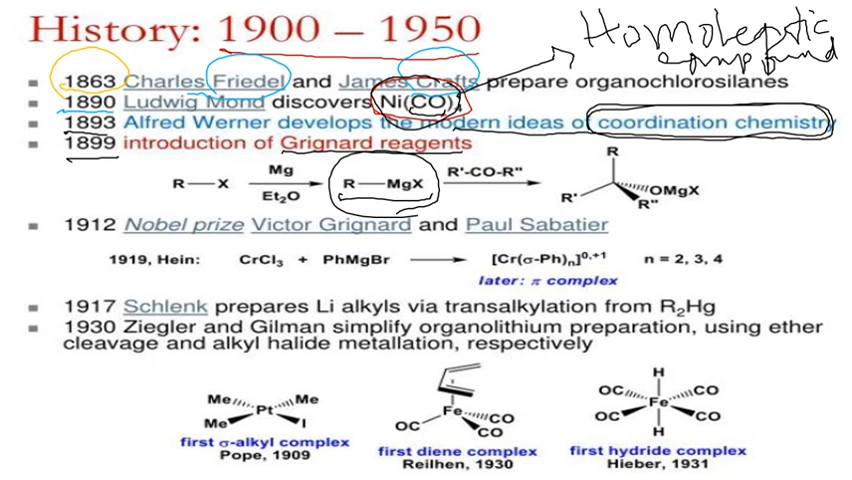 History: 1900 – 1950
Homoleptic
compound
1863 Charles Friedel and James Crafts prepare organochlorosilanes
1890 Ludwig Mond discovers Ni(CO)4
1893 Alfred Werner develops the modern ideas of coordination chemistry
1899 introduction of Grignard reagents
R—X Mg Et2O R—MgX R'-CO-R" R R' R" OMgX
1912 Nobel prize Victor Grignard and Paul Sabatier
1919, Hein: CrCl3 + PhMgBr [Cr(σ-Ph)n]0,+1 n = 2, 3, 4
later: π complex
1917 Schlenk prepares Li alkyls via transalkylation from R2Hg
1930 Ziegler and Gilman simplify organolithium preparation, using ether
cleavage and alkyl halide metallation, respectively
Me Me Pt Me I
OC Fe CO CO
H OC CO Fe OC CO H
first σ-alkyl complex
Pope, 1909
first diene complex
Reilhen, 1930
first hydride complex
Hieber, 1931